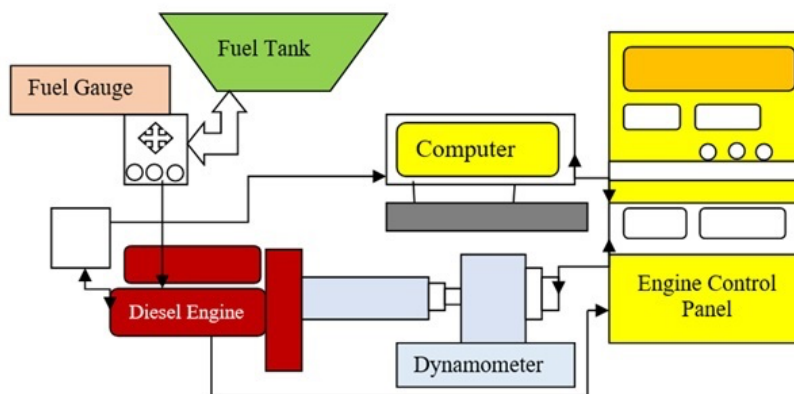 Fuel Tank
Fuel Gauge
Computer
Diesel Engine
Engine Control
Panel
Dynamometer